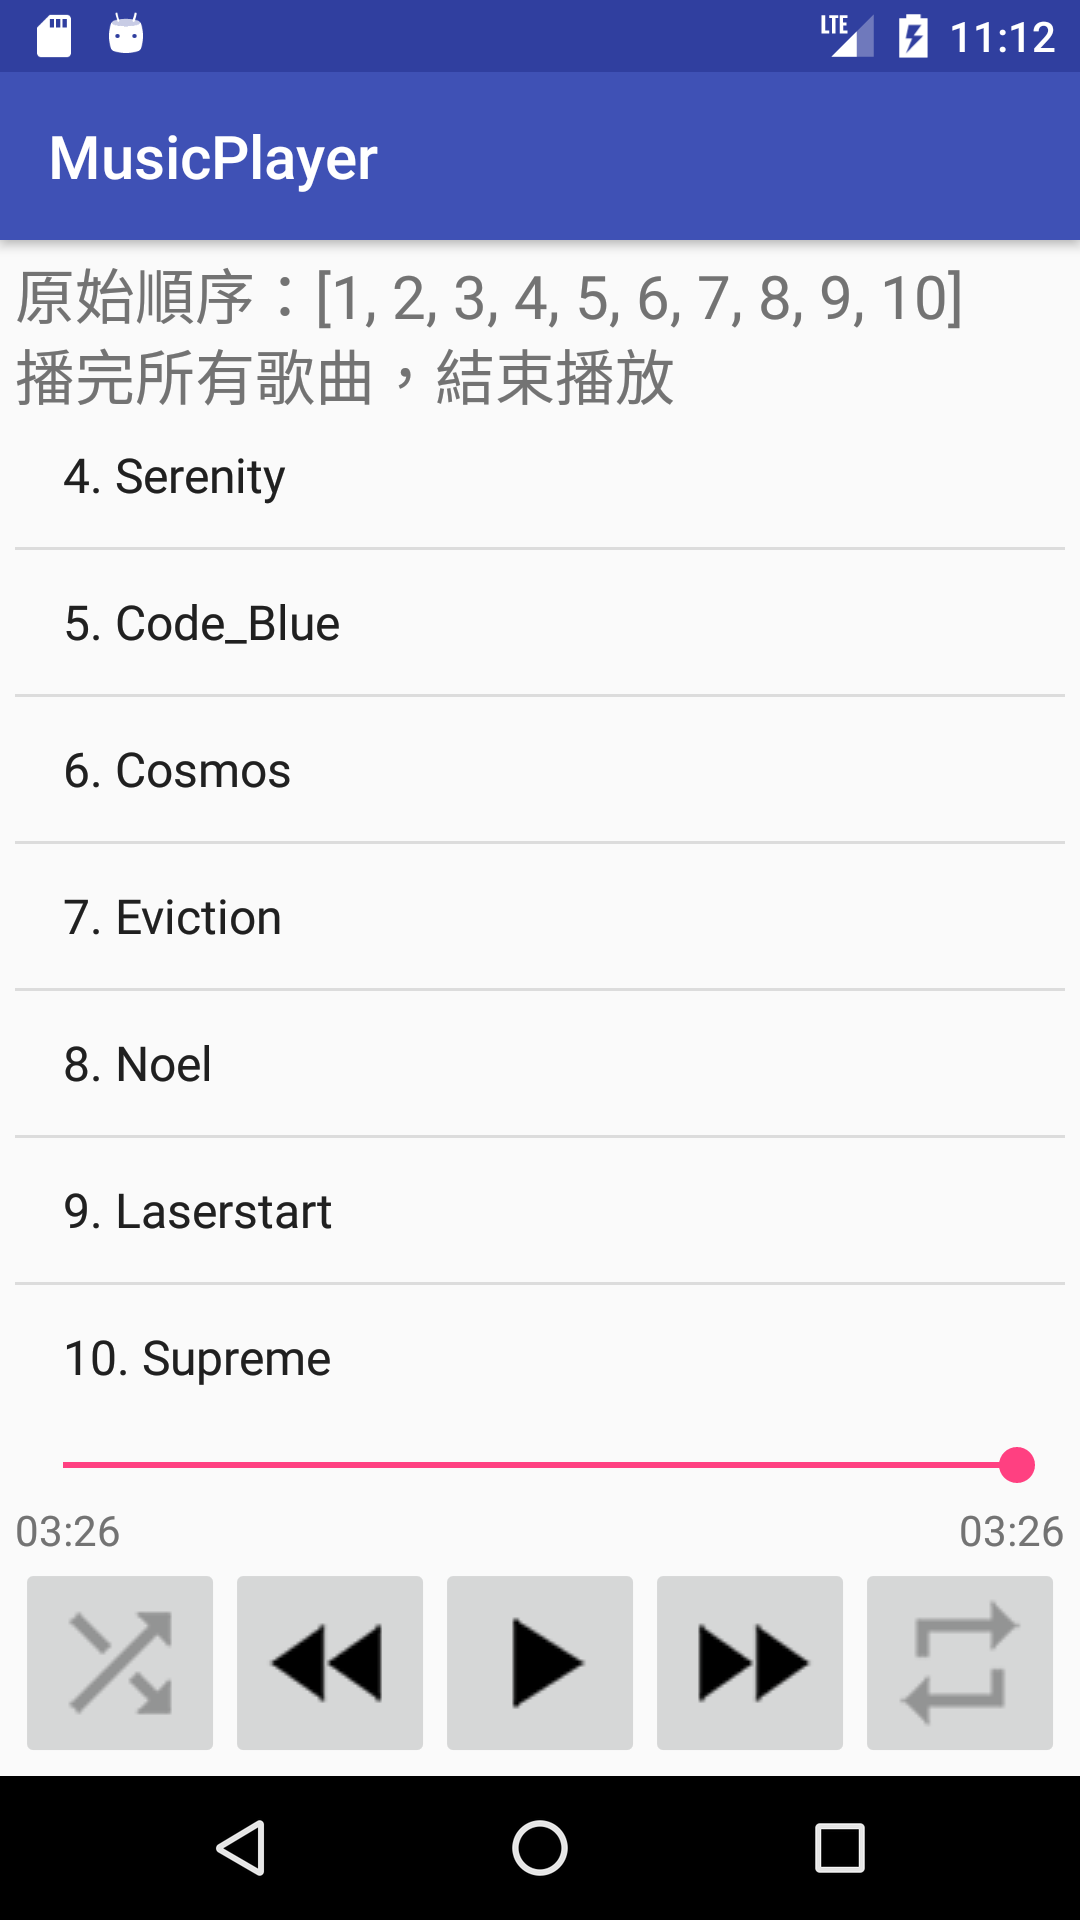 LTE 11:12
MusicPlayer
原始順序：[1, 2, 3, 4, 5, 6, 7, 8, 9, 10]
播完所有歌曲，結束播放
4. Serenity
5. Code_Blue
6. Cosmos
7. Eviction
8. Noel
9. Laserstart
10. Supreme
03:26 03:26